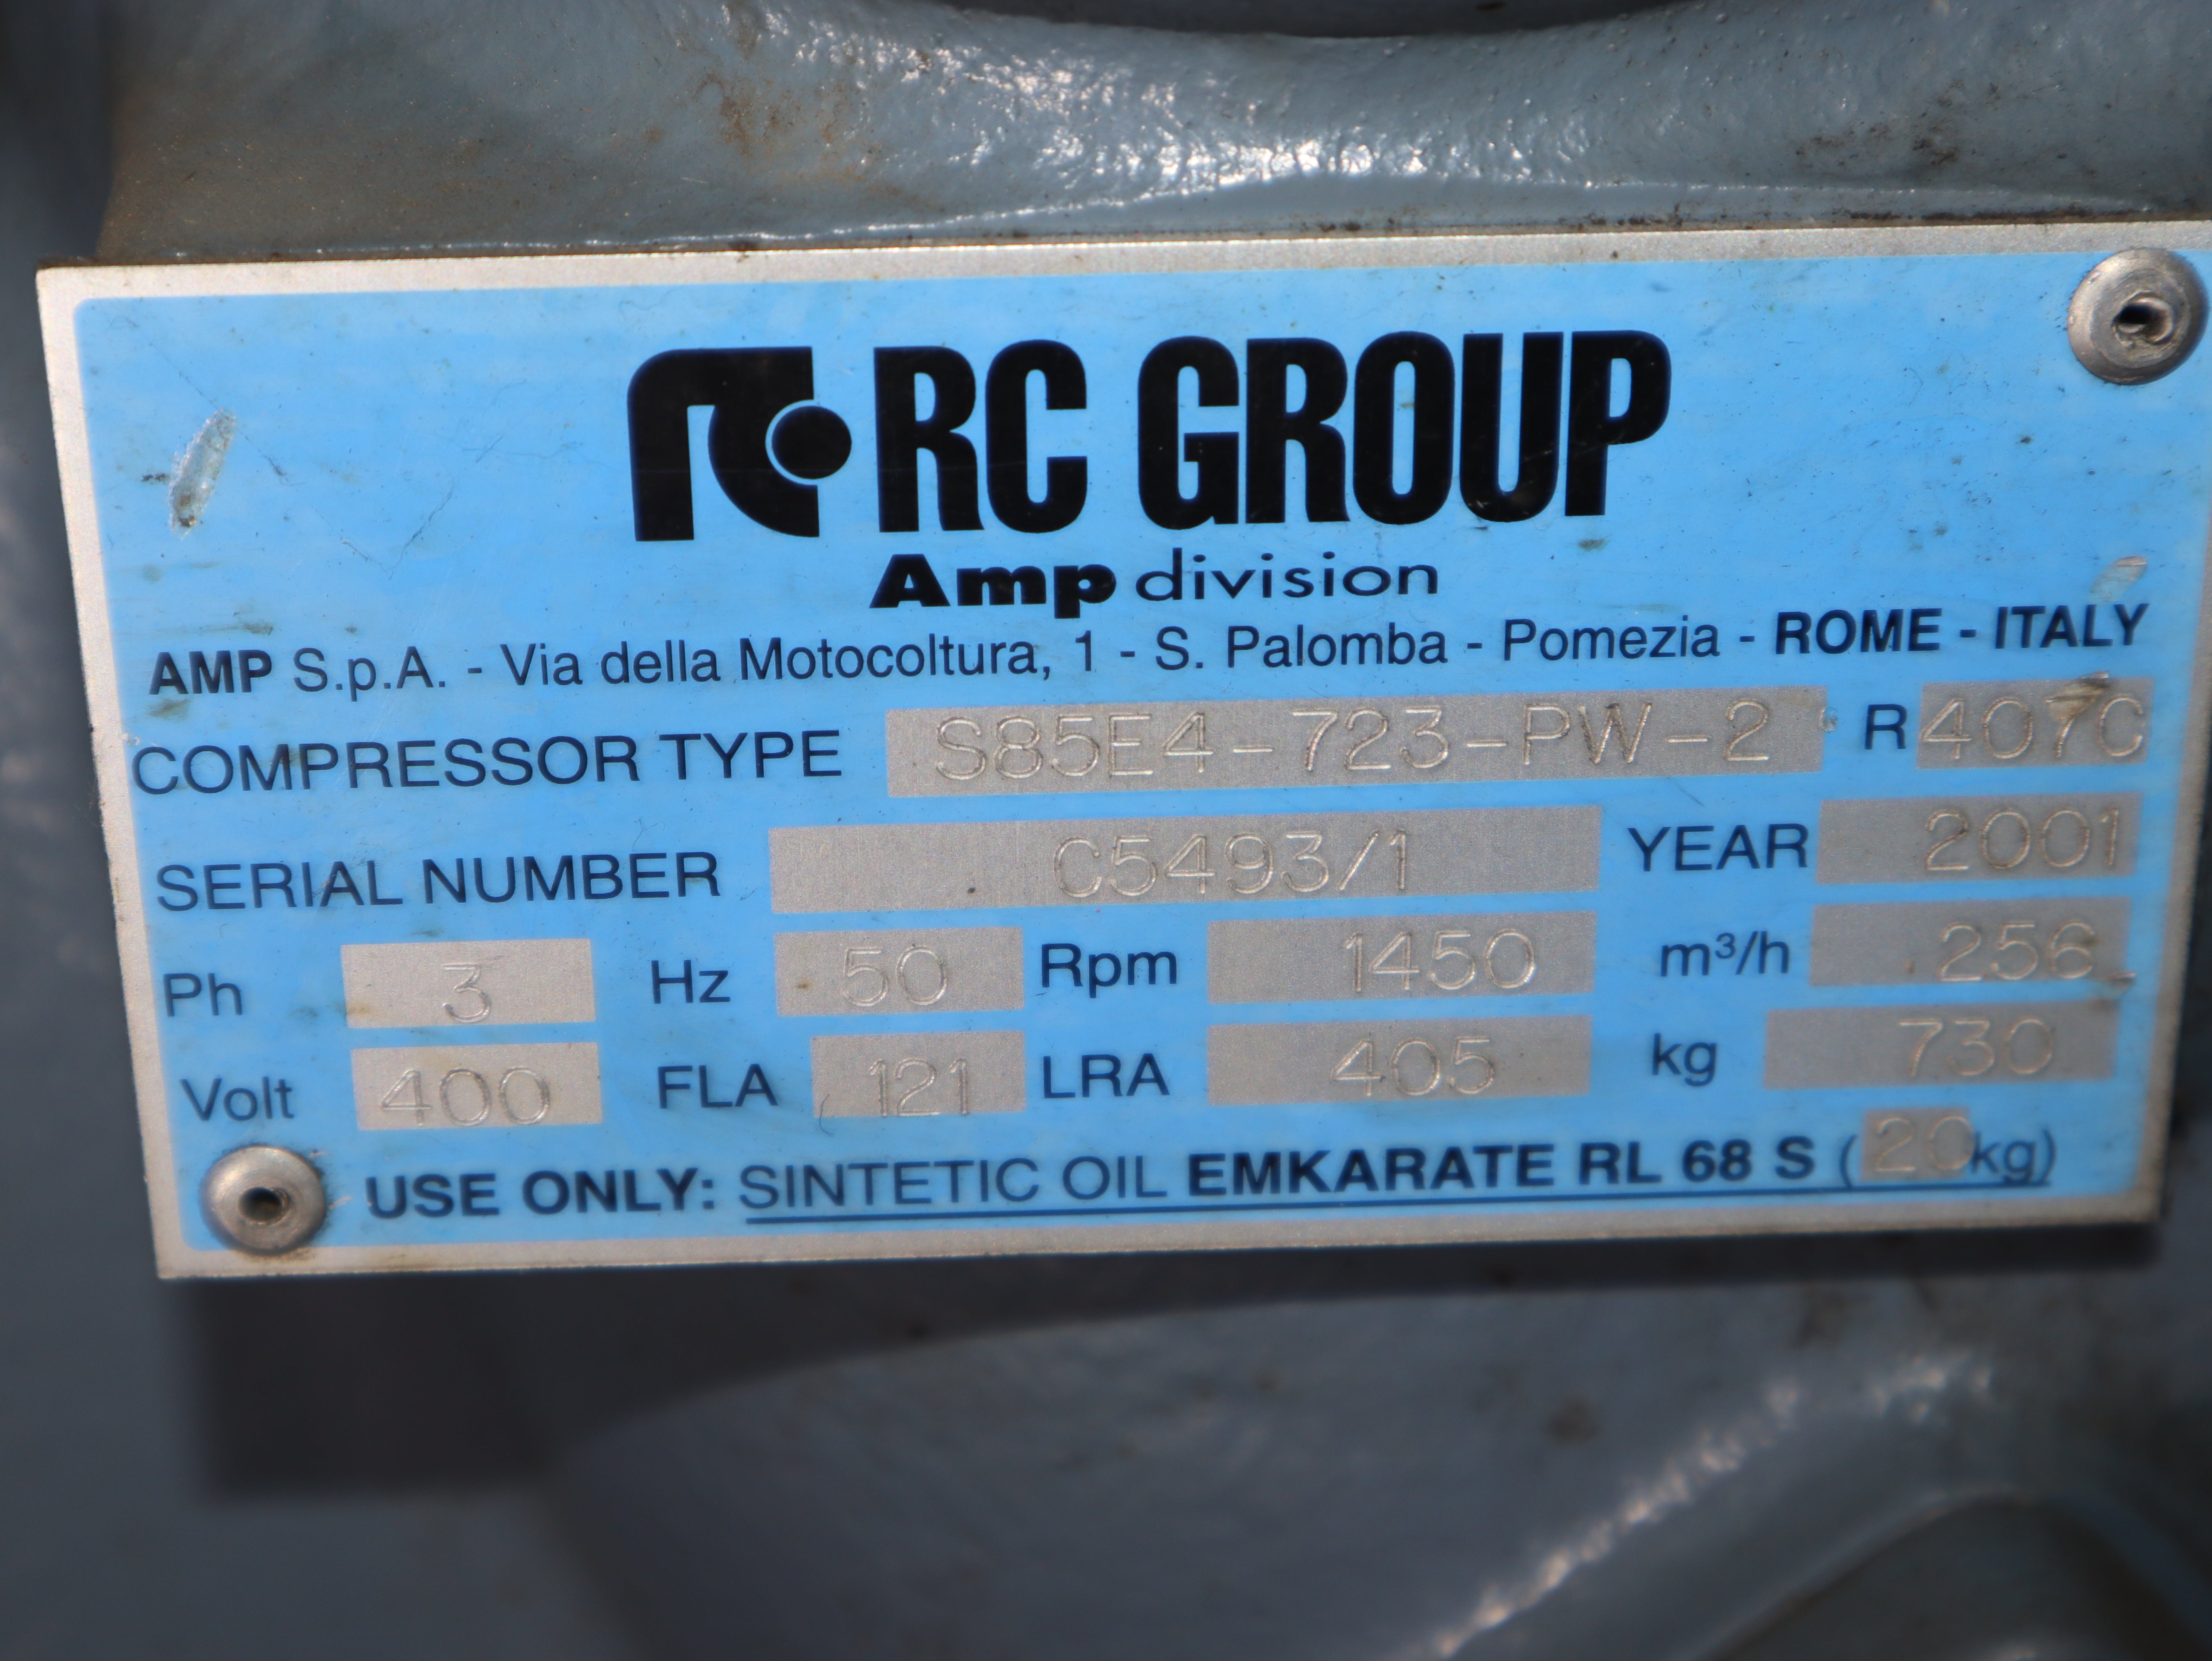 RC GROUP
Amp division
AMP S.p.A. - Via della Motocoltura, 1 - S. Palomba - Pomezia - ROME - ITALY
COMPRESSOR TYPE S85E4-723-PW-2 R 407C
SERIAL NUMBER C5493/1 YEAR 2001
Ph 3 Hz 50 Rpm 1450 m³/h 256
Volt 400 FLA 121 LRA 405 kg 730
USE ONLY: SINTETIC OIL EMKARATE RL 68 S (20kg)